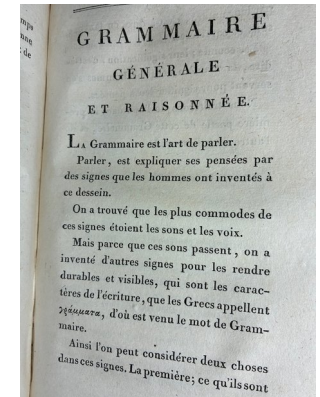 GRAMMAIRE
GÉNÉRALE
ET RAISONNÉE.
LA Grammaire est l'art de parler.
Parler, est expliquer ses pensées par
des signes que les hommes ont inventés à
ce dessein.
On a trouvé que les plus commodes de
ces signes étoient les sons et les voix.
Mais parce que ces sons passent, on a
inventé d'autres signes pour les rendre
durables et visibles, qui sont les carac-
tères de l'écriture, que les Grecs appellent
γράμματα, d'où est venu le mot de Gram-
maire.
Ainsi l'on peut considérer deux choses
dans ces signes. La première; ce qu'ils sont